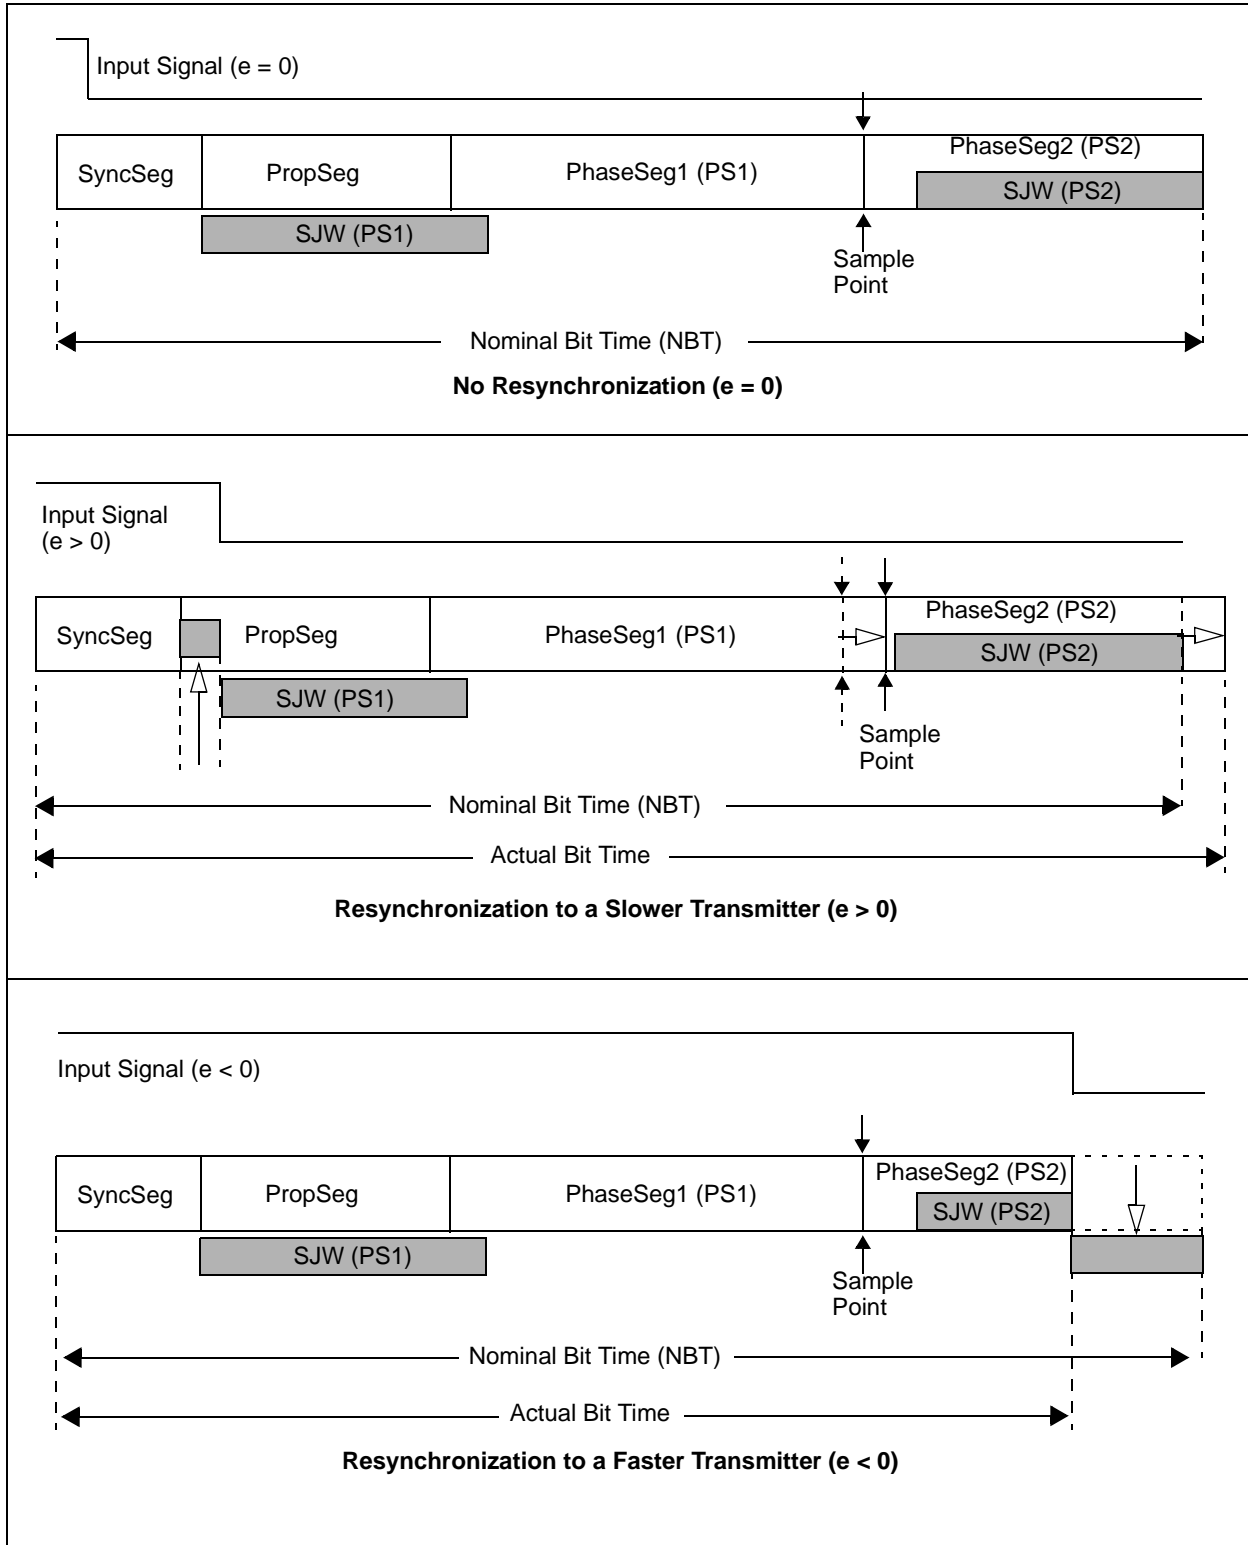 Input Signal (e = 0)
SyncSeg
PropSeg
PhaseSeg1 (PS1)
PhaseSeg2 (PS2)
SJW (PS2)
SJW (PS1)
Sample
Point
Nominal Bit Time (NBT)
No Resynchronization (e = 0)
Input Signal
(e > 0)
SyncSeg
PropSeg
PhaseSeg1 (PS1)
PhaseSeg2 (PS2)
SJW (PS2)
SJW (PS1)
Sample
Point
Nominal Bit Time (NBT)
Actual Bit Time
Resynchronization to a Slower Transmitter (e > 0)
Input Signal (e < 0)
SyncSeg
PropSeg
PhaseSeg1 (PS1)
PhaseSeg2 (PS2)
SJW (PS2)
SJW (PS1)
Sample
Point
Nominal Bit Time (NBT)
Actual Bit Time
Resynchronization to a Faster Transmitter (e < 0)